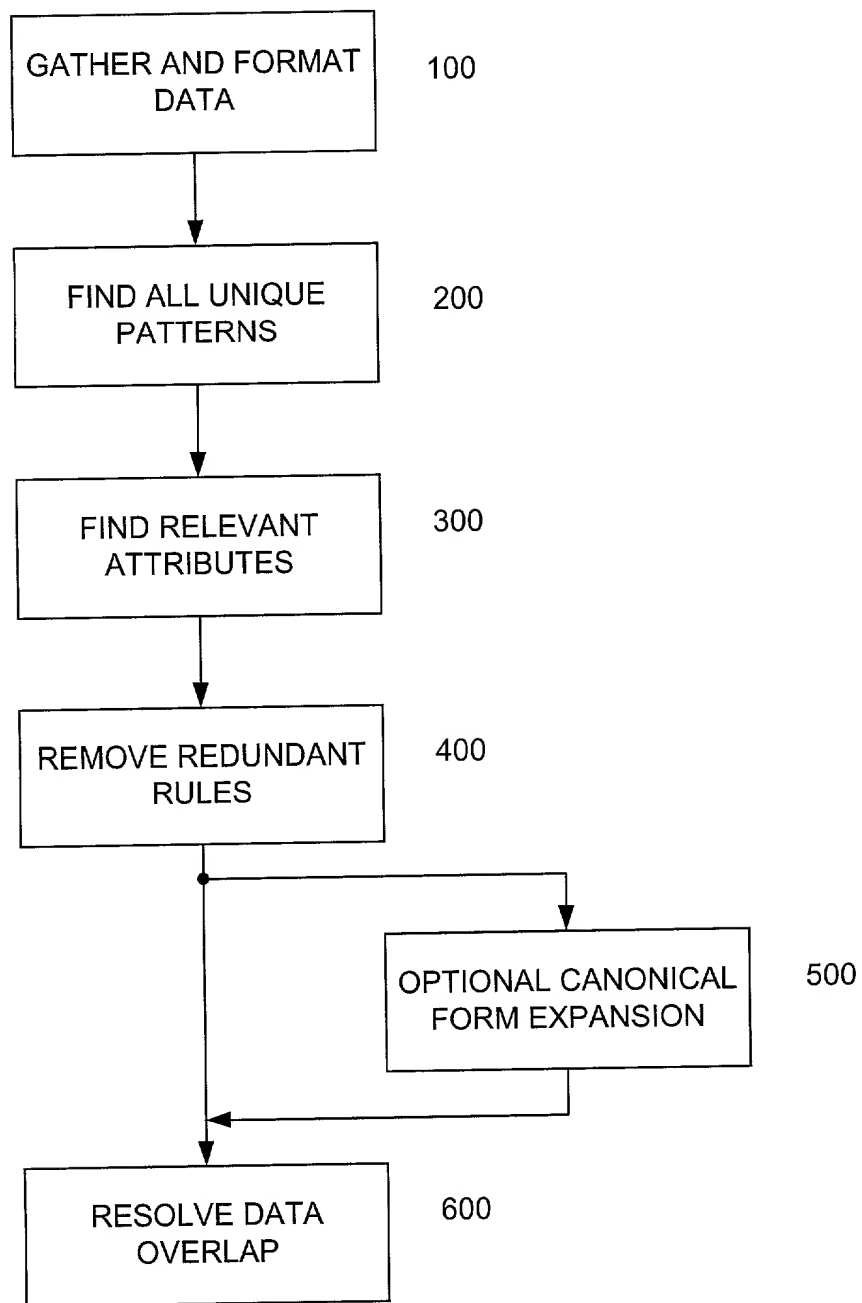 GATHER AND FORMAT
DATA
100
FIND ALL UNIQUE
PATTERNS
200
FIND RELEVANT
ATTRIBUTES
300
REMOVE REDUNDANT
RULES
400
OPTIONAL CANONICAL
FORM EXPANSION
500
RESOLVE DATA
OVERLAP
600